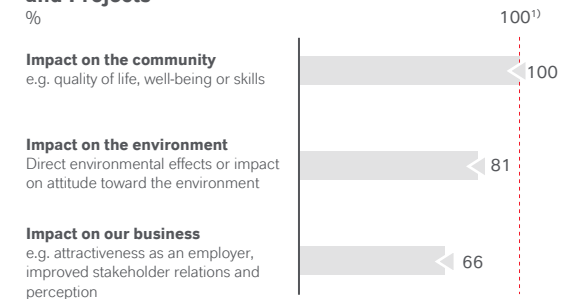 and Projects
%
100¹⁾
Impact on the community
e.g. quality of life, well-being or skills
100
Impact on the environment
Direct environmental effects or impact
on attitude toward the environment
81
Impact on our business
e.g. attractiveness as an employer,
improved stakeholder relations and
perception
66